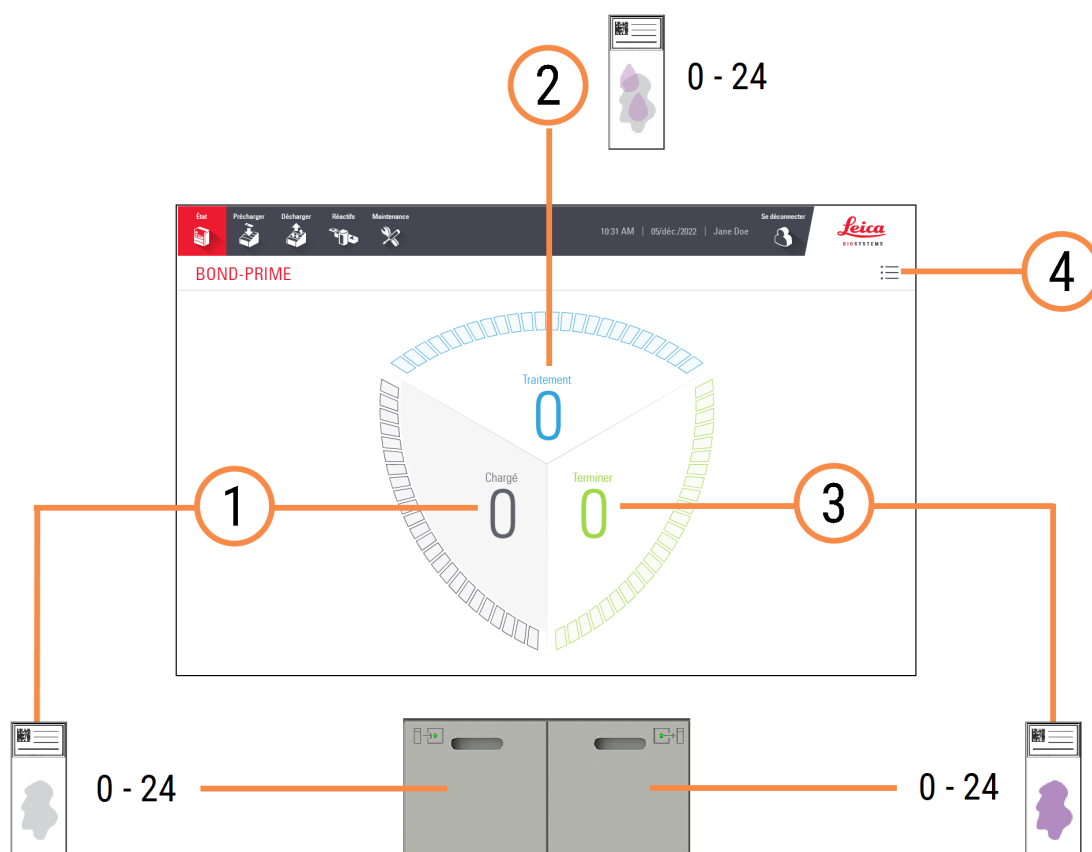 2
0 - 24
État
Précharger
Décharger
Réactifs
Maintenance
10:31 AM | 05/déc./2022 | Jane Doe
Se déconnecter
Leica
BIOSYSTEMS
BOND-PRIME
4
Traitement
0
1
Chargé
0
Terminer
0
3
0 - 24
0 - 24